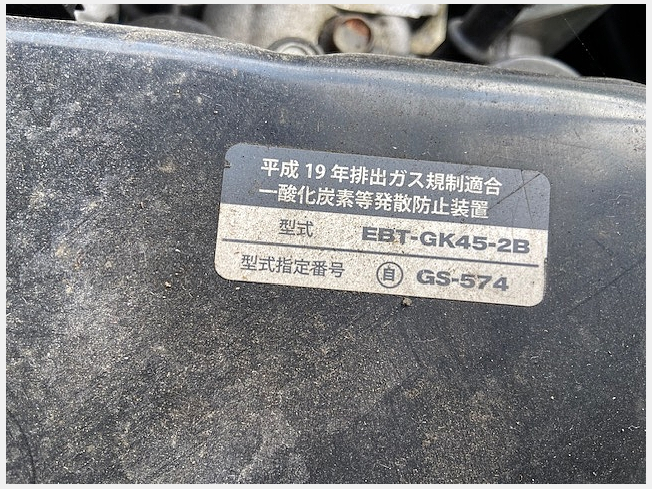 平成19年排出ガス規制適合
一酸化炭素等発散防止装置
型式 EBT-GK45-2B
型式指定番号 自 GS-574